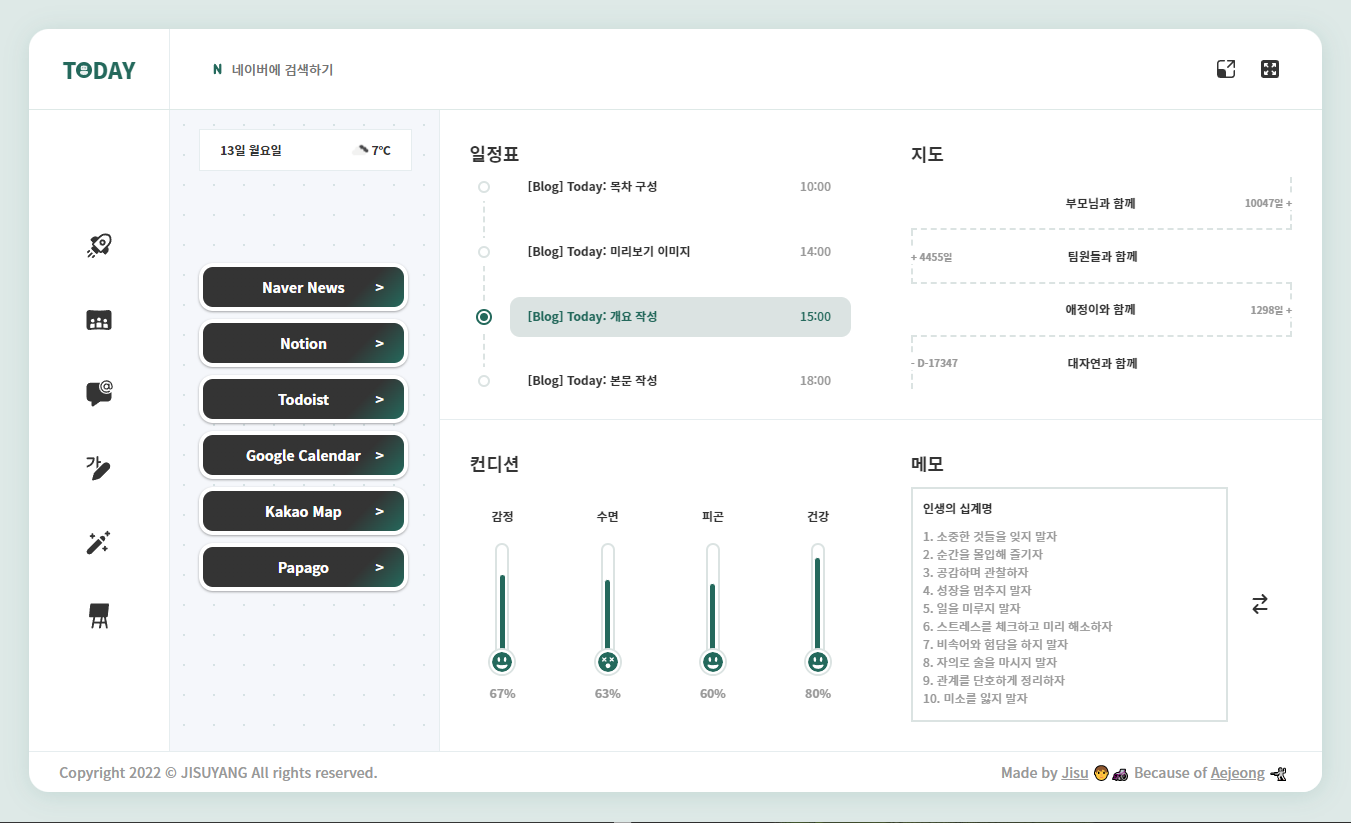 TODAY
N 네이버에 검색하기
13일 월요일 7°C
Naver News >
Notion >
Todoist >
Google Calendar >
Kakao Map >
Papago >
가
@
일정표
[Blog] Today: 목차 구성 10:00
[Blog] Today: 미리보기 이미지 14:00
[Blog] Today: 개요 작성 15:00
[Blog] Today: 본문 작성 18:00
지도
부모님과 함께 10047일 +
+ 4455일 팀원들과 함께
애정이와 함께 1298일 +
- D-17347 대자연과 함께
컨디션
감정 수면 피곤 건강
67% 63% 60% 80%
메모
인생의 십계명
1. 소중한 것들을 잊지 말자
2. 순간을 몰입해 즐기자
3. 공감하며 관찰하자
4. 성장을 멈추지 말자
5. 일을 미루지 말자
6. 스트레스를 체크하고 미리 해소하자
7. 비속어와 험담을 하지 말자
8. 자의로 술을 마시지 말자
9. 관계를 단호하게 정리하자
10. 미소를 잃지 말자
Copyright 2022 © JISUYANG All rights reserved.
Made by Jisu Because of Aejeong